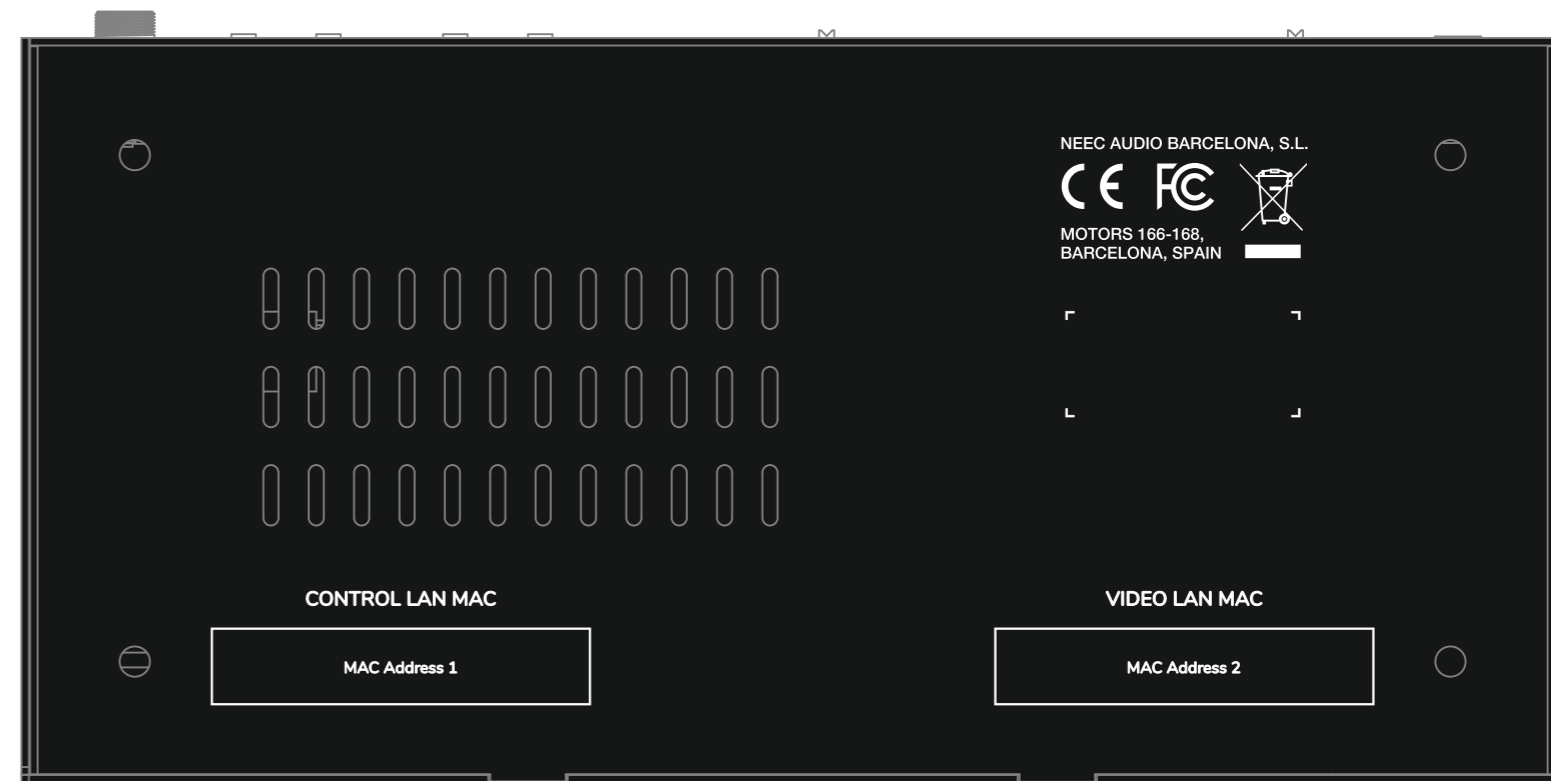 NEEC AUDIO BARCELONA, S.L.
CE FC
MOTORS 166-168,
BARCELONA, SPAIN
CONTROL LAN MAC
VIDEO LAN MAC
MAC Address 1
MAC Address 2